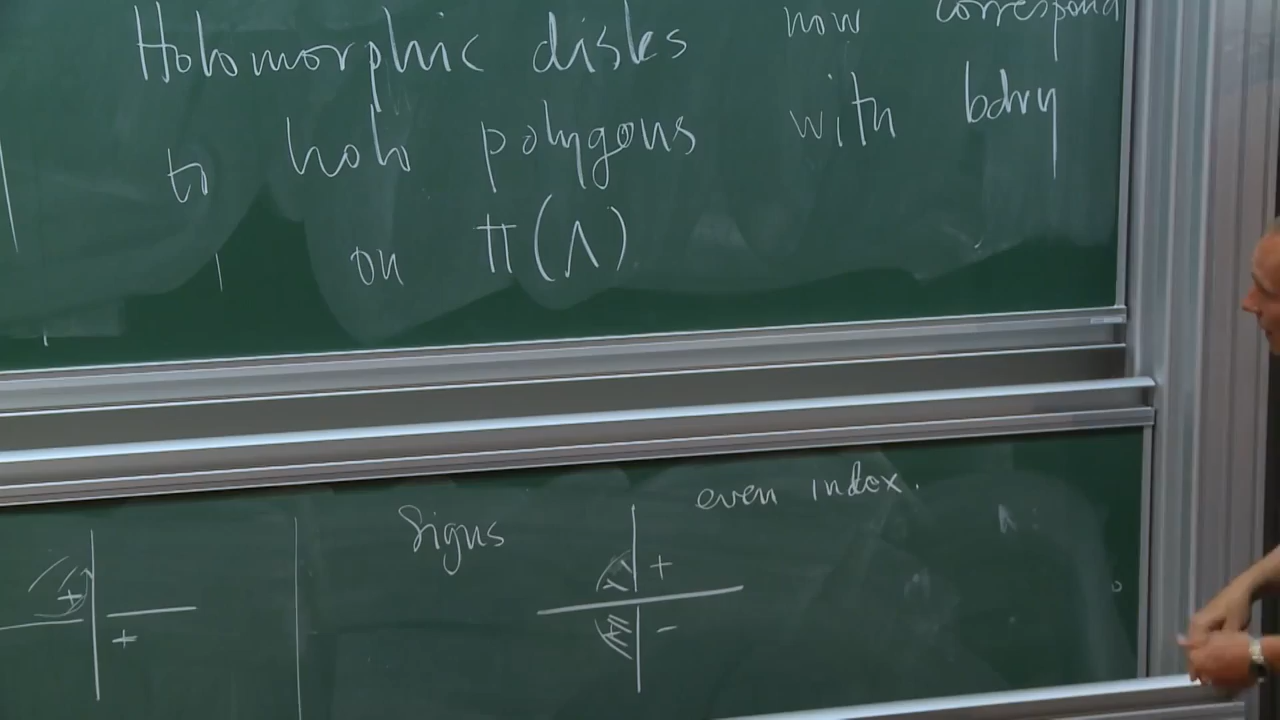 Holomorphic disks now correspond
to holo polygons with bdry
on π(Λ)
Signs
even index.
+
+
+
-